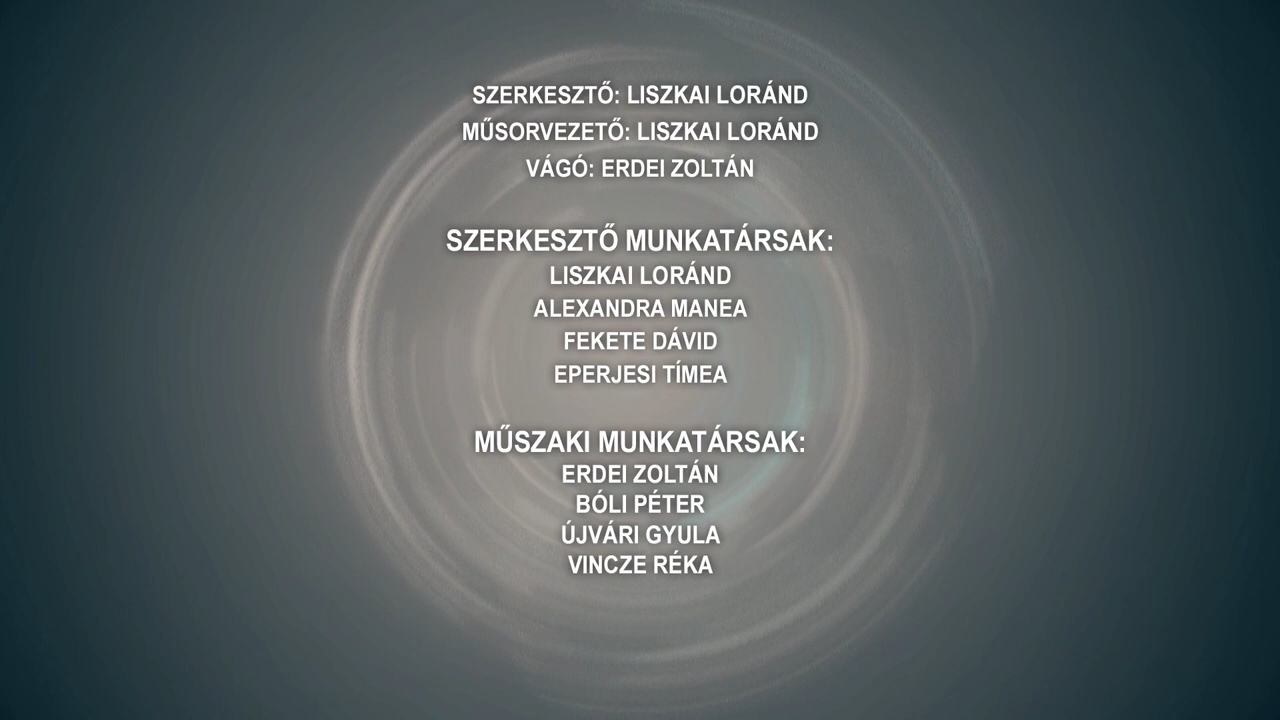 SZERKESZTŐ: LISZKAI LORÁND
MŰSORVEZETŐ: LISZKAI LORÁND
VÁGÓ: ERDEI ZOLTÁN
SZERKESZTŐ MUNKATÁRSAK:
LISZKAI LORÁND
ALEXANDRA MANEA
FEKETE DÁVID
EPERJESI TÍMEA
MŰSZAKI MUNKATÁRSAK:
ERDEI ZOLTÁN
BÓLI PÉTER
ÚJVÁRI GYULA
VINCZE RÉKA